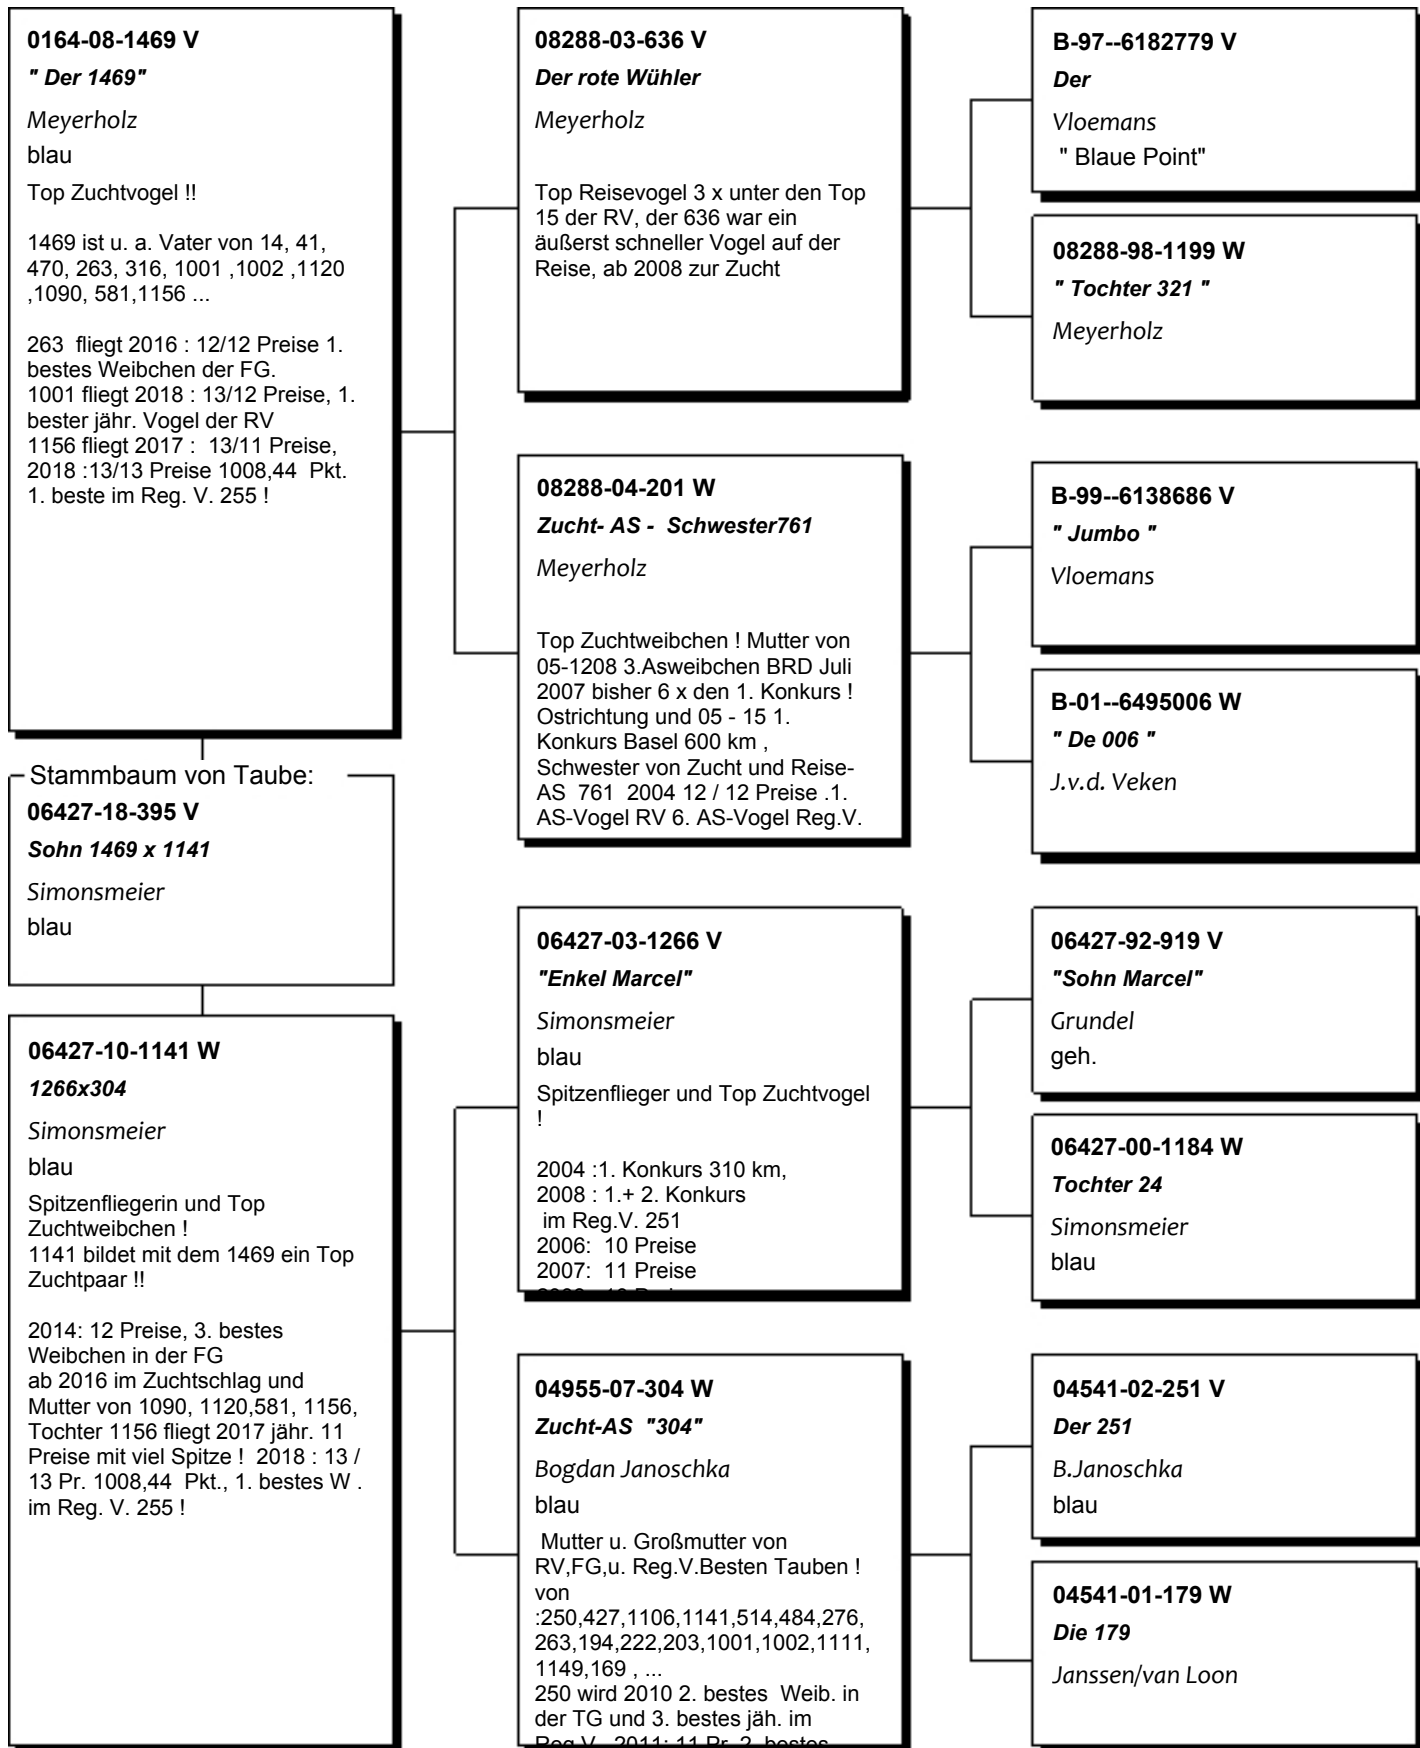 0164-08-1469 V
" Der 1469"
Meyerholz
blau
Top Zuchtvogel !!
1469 ist u. a. Vater von 14, 41,
470, 263, 316, 1001 ,1002 ,1120
,1090, 581,1156 ...
263  fliegt 2016 : 12/12 Preise 1.
bestes Weibchen der FG.
1001 fliegt 2018 : 13/12 Preise, 1.
bester jähr. Vogel der RV
1156 fliegt 2017 :  13/11 Preise,
2018 :13/13 Preise 1008,44  Pkt.
1. beste im Reg. V. 255 !
Stammbaum von Taube:
06427-18-395 V
Sohn 1469 x 1141
Simonsmeier
blau
06427-10-1141 W
1266x304
Simonsmeier
blau
Spitzenfliegerin und Top
Zuchtweibchen !
1141 bildet mit dem 1469 ein Top
Zuchtpaar !!
2014: 12 Preise, 3. bestes
Weibchen in der FG
ab 2016 im Zuchtschlag und
Mutter von 1090, 1120,581, 1156,
Tochter 1156 fliegt 2017 jähr. 11
Preise mit viel Spitze !  2018 : 13 /
13 Pr. 1008,44  Pkt., 1. bestes W .
im Reg. V. 255 !
08288-03-636 V
Der rote Wühler
Meyerholz
Top Reisevogel 3 x unter den Top
15 der RV, der 636 war ein
äußerst schneller Vogel auf der
Reise, ab 2008 zur Zucht
08288-04-201 W
Zucht- AS -  Schwester761
Meyerholz
Top Zuchtweibchen ! Mutter von
05-1208 3.Asweibchen BRD Juli
2007 bisher 6 x den 1. Konkurs !
Ostrichtung und 05 - 15 1.
Konkurs Basel 600 km ,
Schwester von Zucht und Reise-
AS  761  2004 12 / 12 Preise .1.
AS-Vogel RV 6. AS-Vogel Reg.V.
06427-03-1266 V
"Enkel Marcel"
Simonsmeier
blau
Spitzenflieger und Top Zuchtvogel
!
2004 :1. Konkurs 310 km,
2008 : 1.+ 2. Konkurs
im Reg.V. 251
2006:  10 Preise
2007:  11 Preise
04955-07-304 W
Zucht-AS  "304"
Bogdan Janoschka
blau
Mutter u. Großmutter von
RV,FG,u. Reg.V.Besten Tauben !
von
:250,427,1106,1141,514,484,276,
263,194,222,203,1001,1002,1111,
1149,169 , ...
250 wird 2010 2. bestes  Weib. in
der TG und 3. bestes jäh. im
Reg.V.  2011: 11 Pr. 2. bestes
B-97--6182779 V
Der
Vloemans
" Blaue Point"
08288-98-1199 W
" Tochter 321 "
Meyerholz
B-99--6138686 V
" Jumbo "
Vloemans
B-01--6495006 W
" De 006 "
J.v.d. Veken
06427-92-919 V
"Sohn Marcel"
Grundel
geh.
06427-00-1184 W
Tochter 24
Simonsmeier
blau
04541-02-251 V
Der 251
B.Janoschka
blau
04541-01-179 W
Die 179
Janssen/van Loon